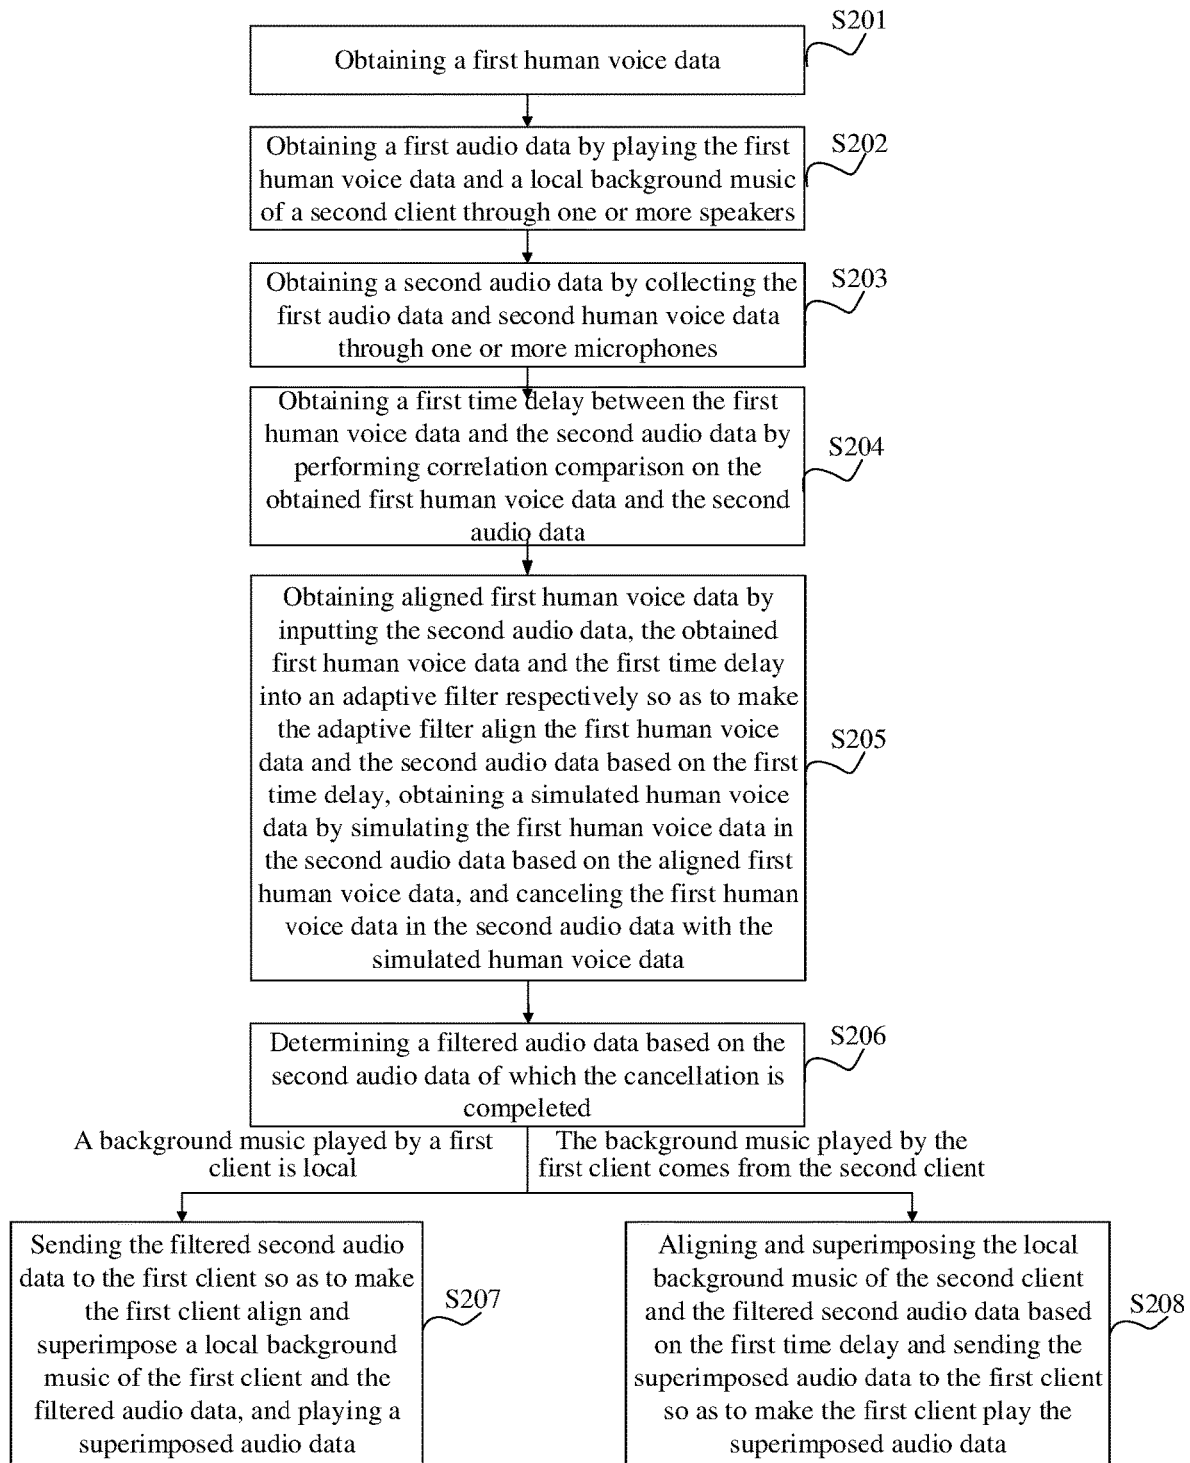 S201
Obtaining a first human voice data
S202
Obtaining a first audio data by playing the first
human voice data and a local background music
of a second client through one or more speakers
S203
Obtaining a second audio data by collecting the
first audio data and second human voice data
through one or more microphones
Obtaining a first time delay between the first
human voice data and the second audio data by
performing correlation comparison on the
obtained first human voice data and the second
audio data
S204
Obtaining aligned first human voice data by
inputting the second audio data, the obtained
first human voice data and the first time delay
into an adaptive filter respectively so as to make
the adaptive filter align the first human voice
data and the second audio data based on the first
time delay, obtaining a simulated human voice
data by simulating the first human voice data in
the second audio data based on the aligned first
human voice data, and canceling the first human
voice data in the second audio data with the
simulated human voice data
S205
S206
Determining a filtered audio data based on the
second audio data of which the cancellation is
compeleted
A background music played by a first
client is local
The background music played by the
first client comes from the second client
Sending the filtered second audio
data to the first client so as to make
the first client align and
superimpose a local background
music of the first client and the
filtered audio data, and playing a
superimposed audio data
S207
Aligning and superimposing the local
background music of the second client
and the filtered second audio data based
on the first time delay and sending the
superimposed audio data to the first client
so as to make the first client play the
superimposed audio data
S208